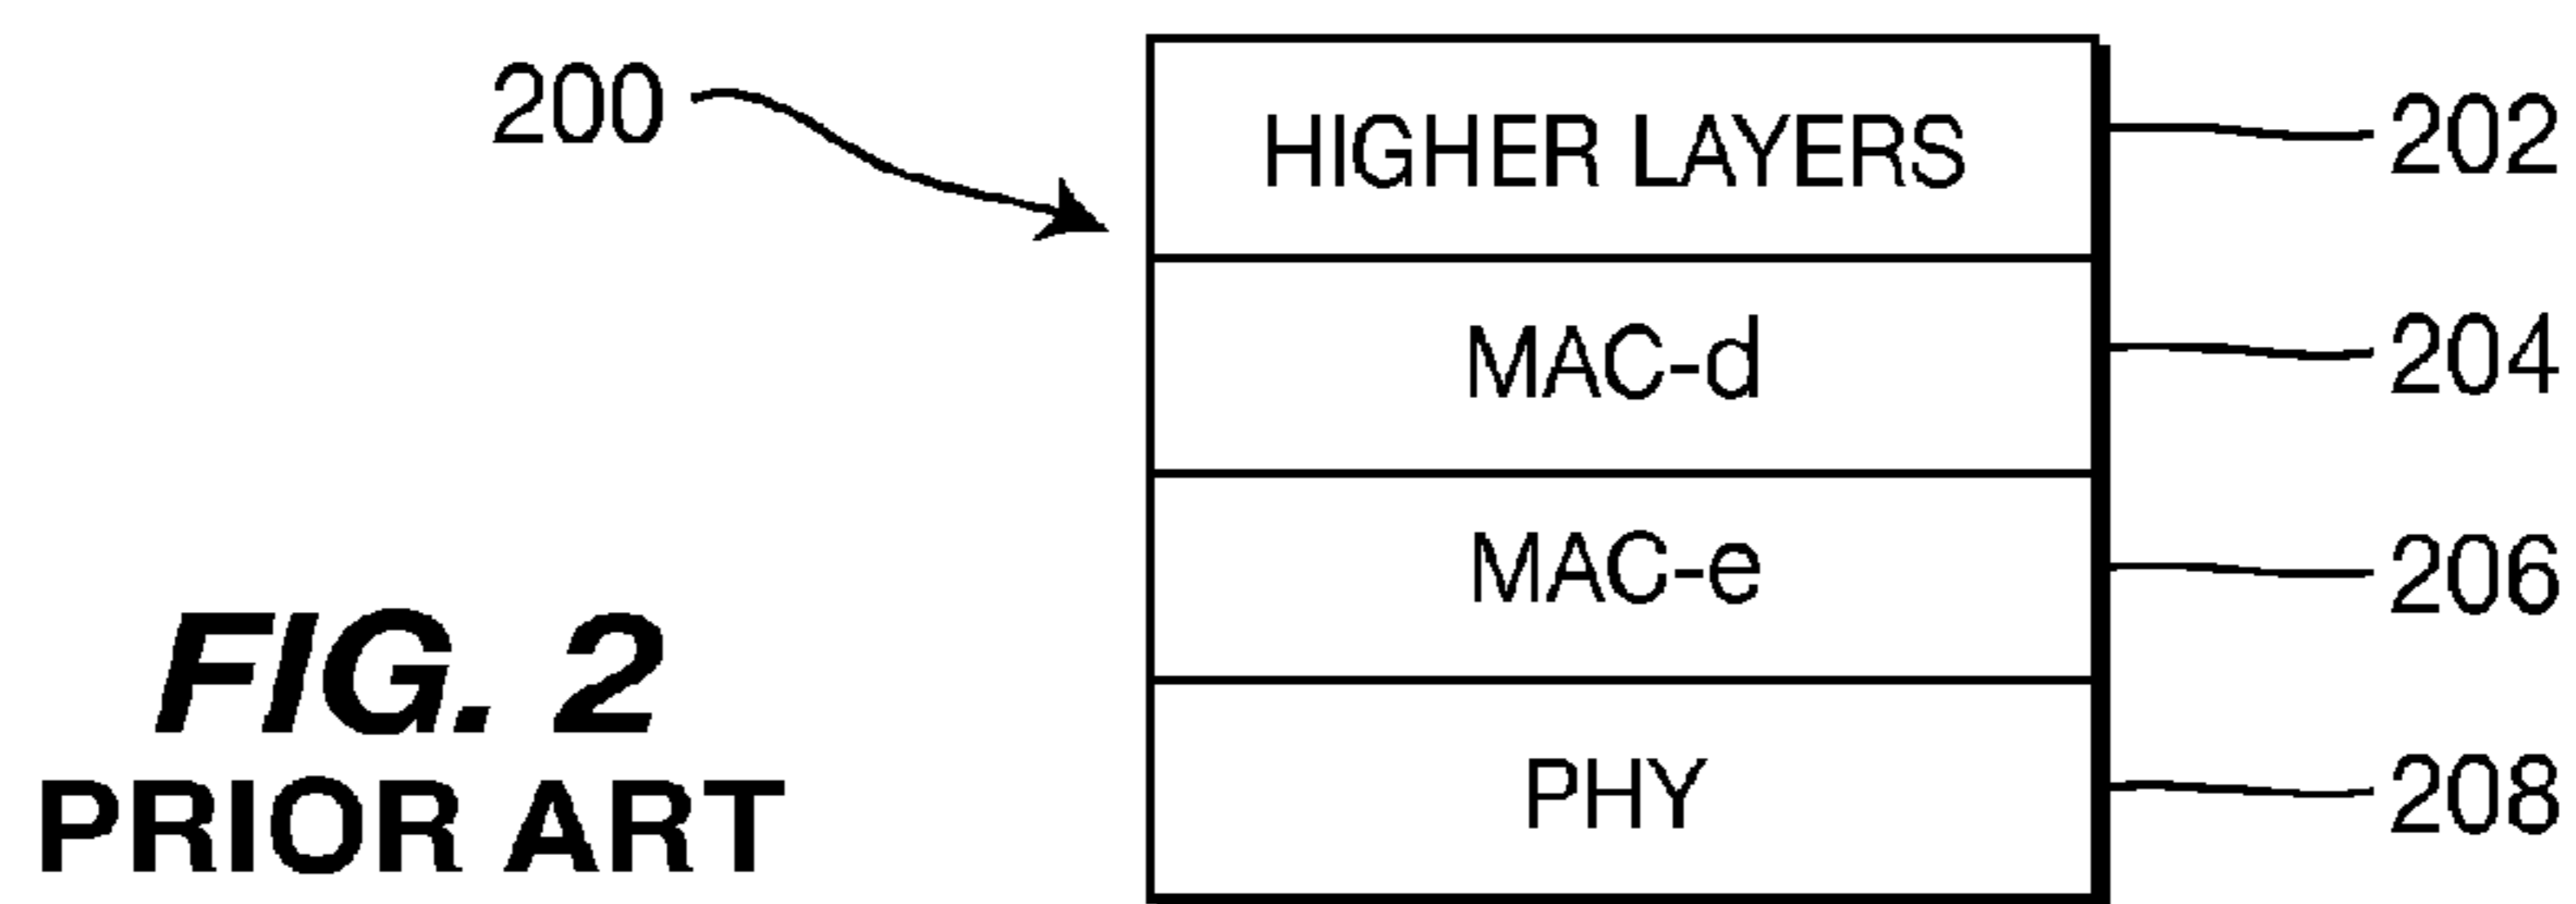 200
HIGHER LAYERS
202
MAC-d
204
MAC-e
206
PHY
208
FIG. 2
PRIOR ART